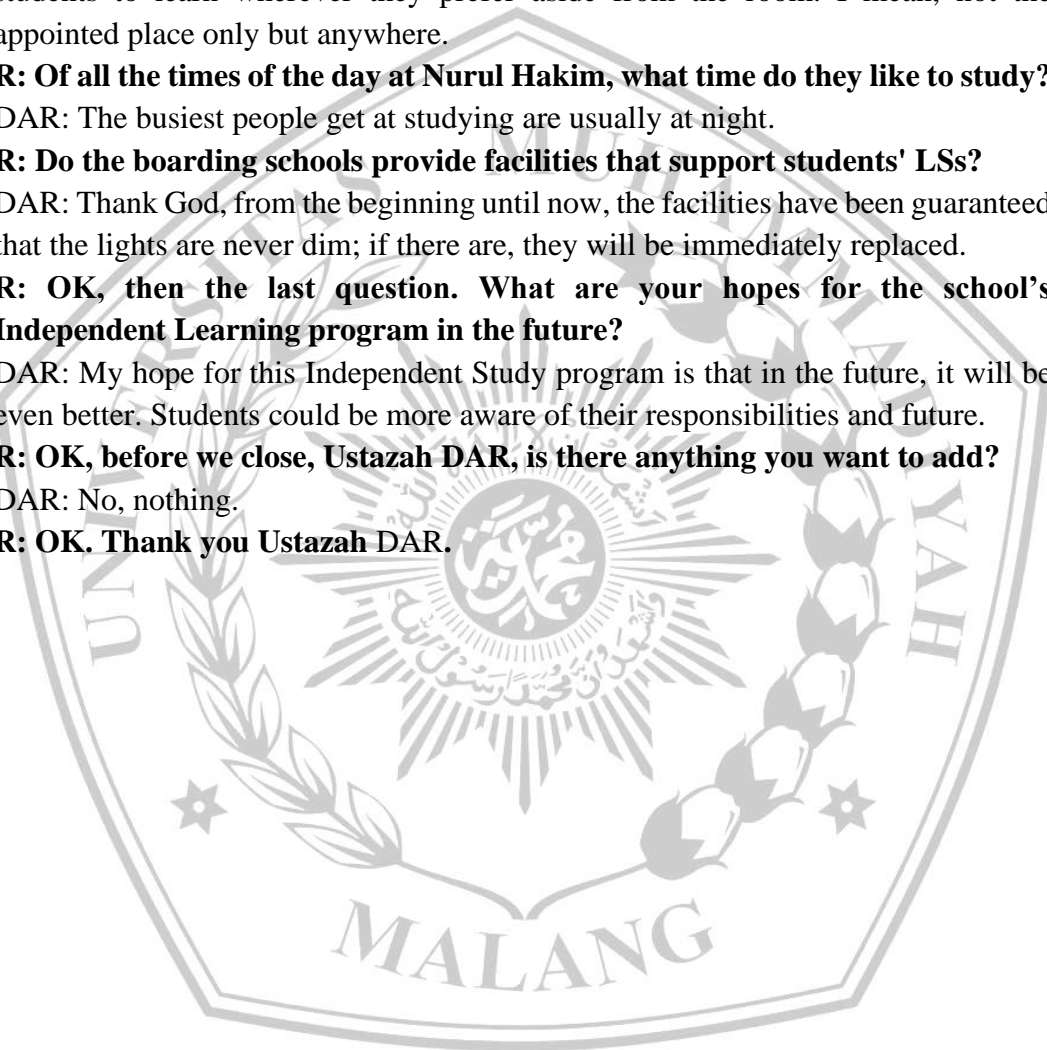 students to learn wherever they prefer aside from the room. I mean, not the
appointed place only but anywhere.
R: Of all the times of the day at Nurul Hakim, what time do they like to study?
DAR: The busiest people get at studying are usually at night.
R: Do the boarding schools provide facilities that support students' LSs?
DAR: Thank God, from the beginning until now, the facilities have been guaranteed
that the lights are never dim; if there are, they will be immediately replaced.
R: OK, then the last question. What are your hopes for the school’s
Independent Learning program in the future?
DAR: My hope for this Independent Study program is that in the future, it will be
even better. Students could be more aware of their responsibilities and future.
R: OK, before we close, Ustazah DAR, is there anything you want to add?
DAR: No, nothing.
R: OK. Thank you Ustazah DAR.
UNIVERSITAS MUHAMMADIYAH
MALANG